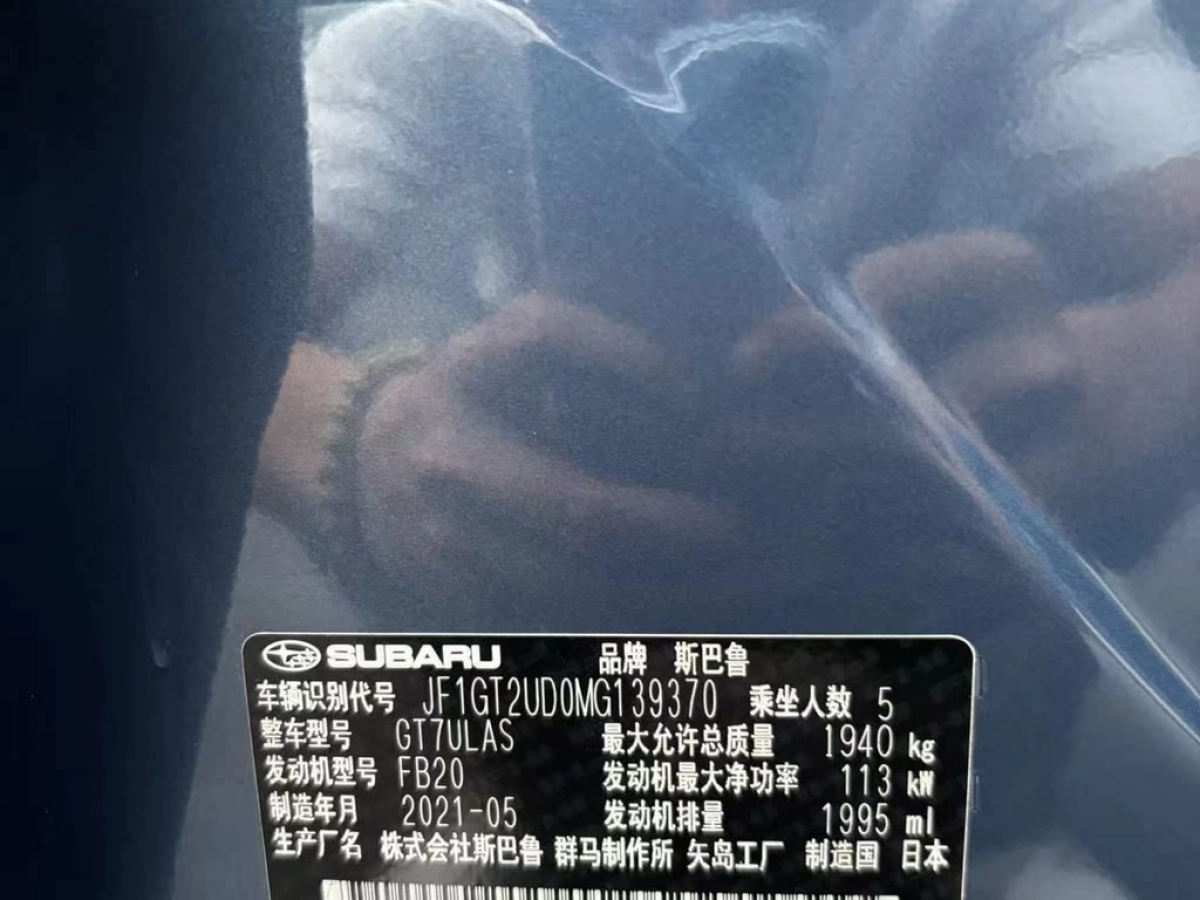 SUBARU 品牌 斯巴鲁
车辆识别代号 JF1GT2UD0MG139370 乘坐人数 5
整车型号 GT7ULAS 最大允许总质量 1940 kg
发动机型号 FB20 发动机最大净功率 113 kW
制造年月 2021-05 发动机排量 1995 ml
生产厂名 株式会社斯巴鲁 群马制作所 矢岛工厂 制造国 日本